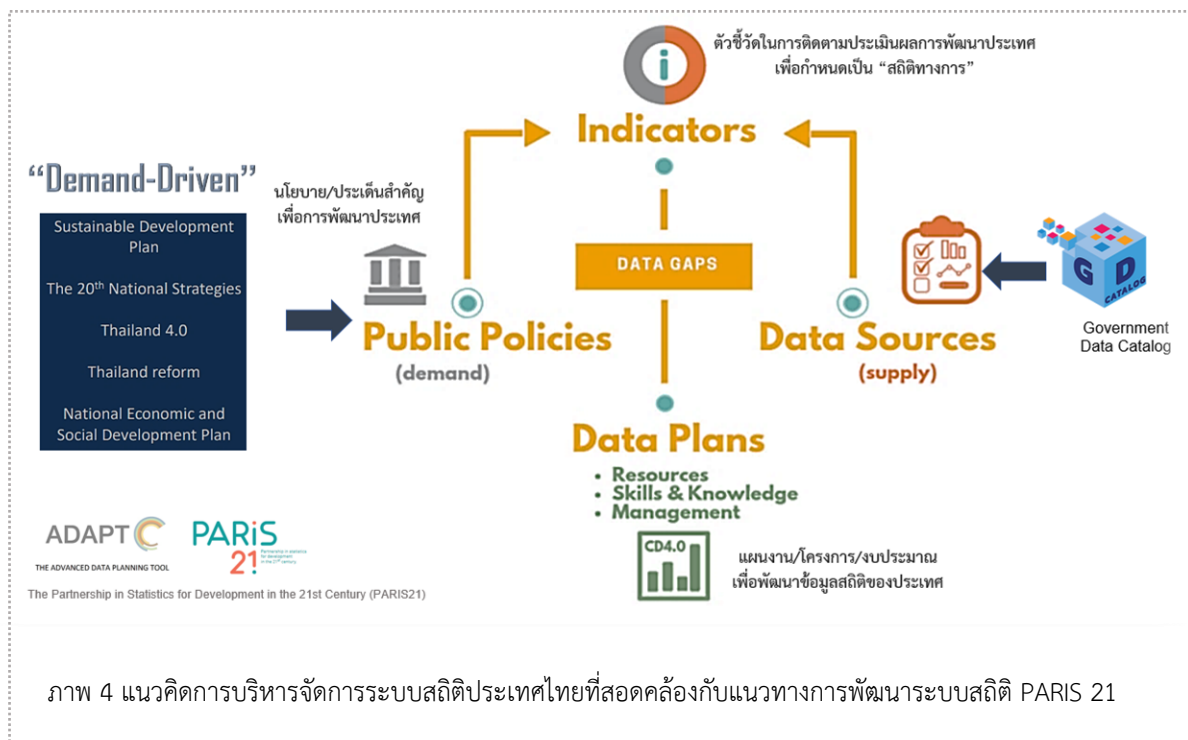 ตัวชี้วัดในการติดตามประเมินผลการพัฒนาประเทศ
เพื่อกำหนดเป็น “สถิติทางการ”
i
Indicators
“Demand-Driven”
Sustainable Development
Plan
The 20th National Strategies
Thailand 4.0
Thailand reform
National Economic and
Social Development Plan
นโยบาย/ประเด็นสำคัญ
เพื่อการพัฒนาประเทศ
Public Policies
(demand)
DATA GAPS
Data Sources
(supply)
G D
CATALOG
Government
Data Catalog
Data Plans
• Resources
• Skills & Knowledge
• Management
CD4.0
แผนงาน/โครงการ/งบประมาณ
เพื่อพัฒนาข้อมูลสถิติของประเทศ
ADAPT
THE ADVANCED DATA PLANNING TOOL
PARiS
21
Partnership in statistics
for development
in the 21st century
The Partnership in Statistics for Development in the 21st Century (PARIS21)
ภาพ 4 แนวคิดการบริหารจัดการระบบสถิติประเทศไทยที่สอดคล้องกับแนวทางการพัฒนาระบบสถิติ PARIS 21